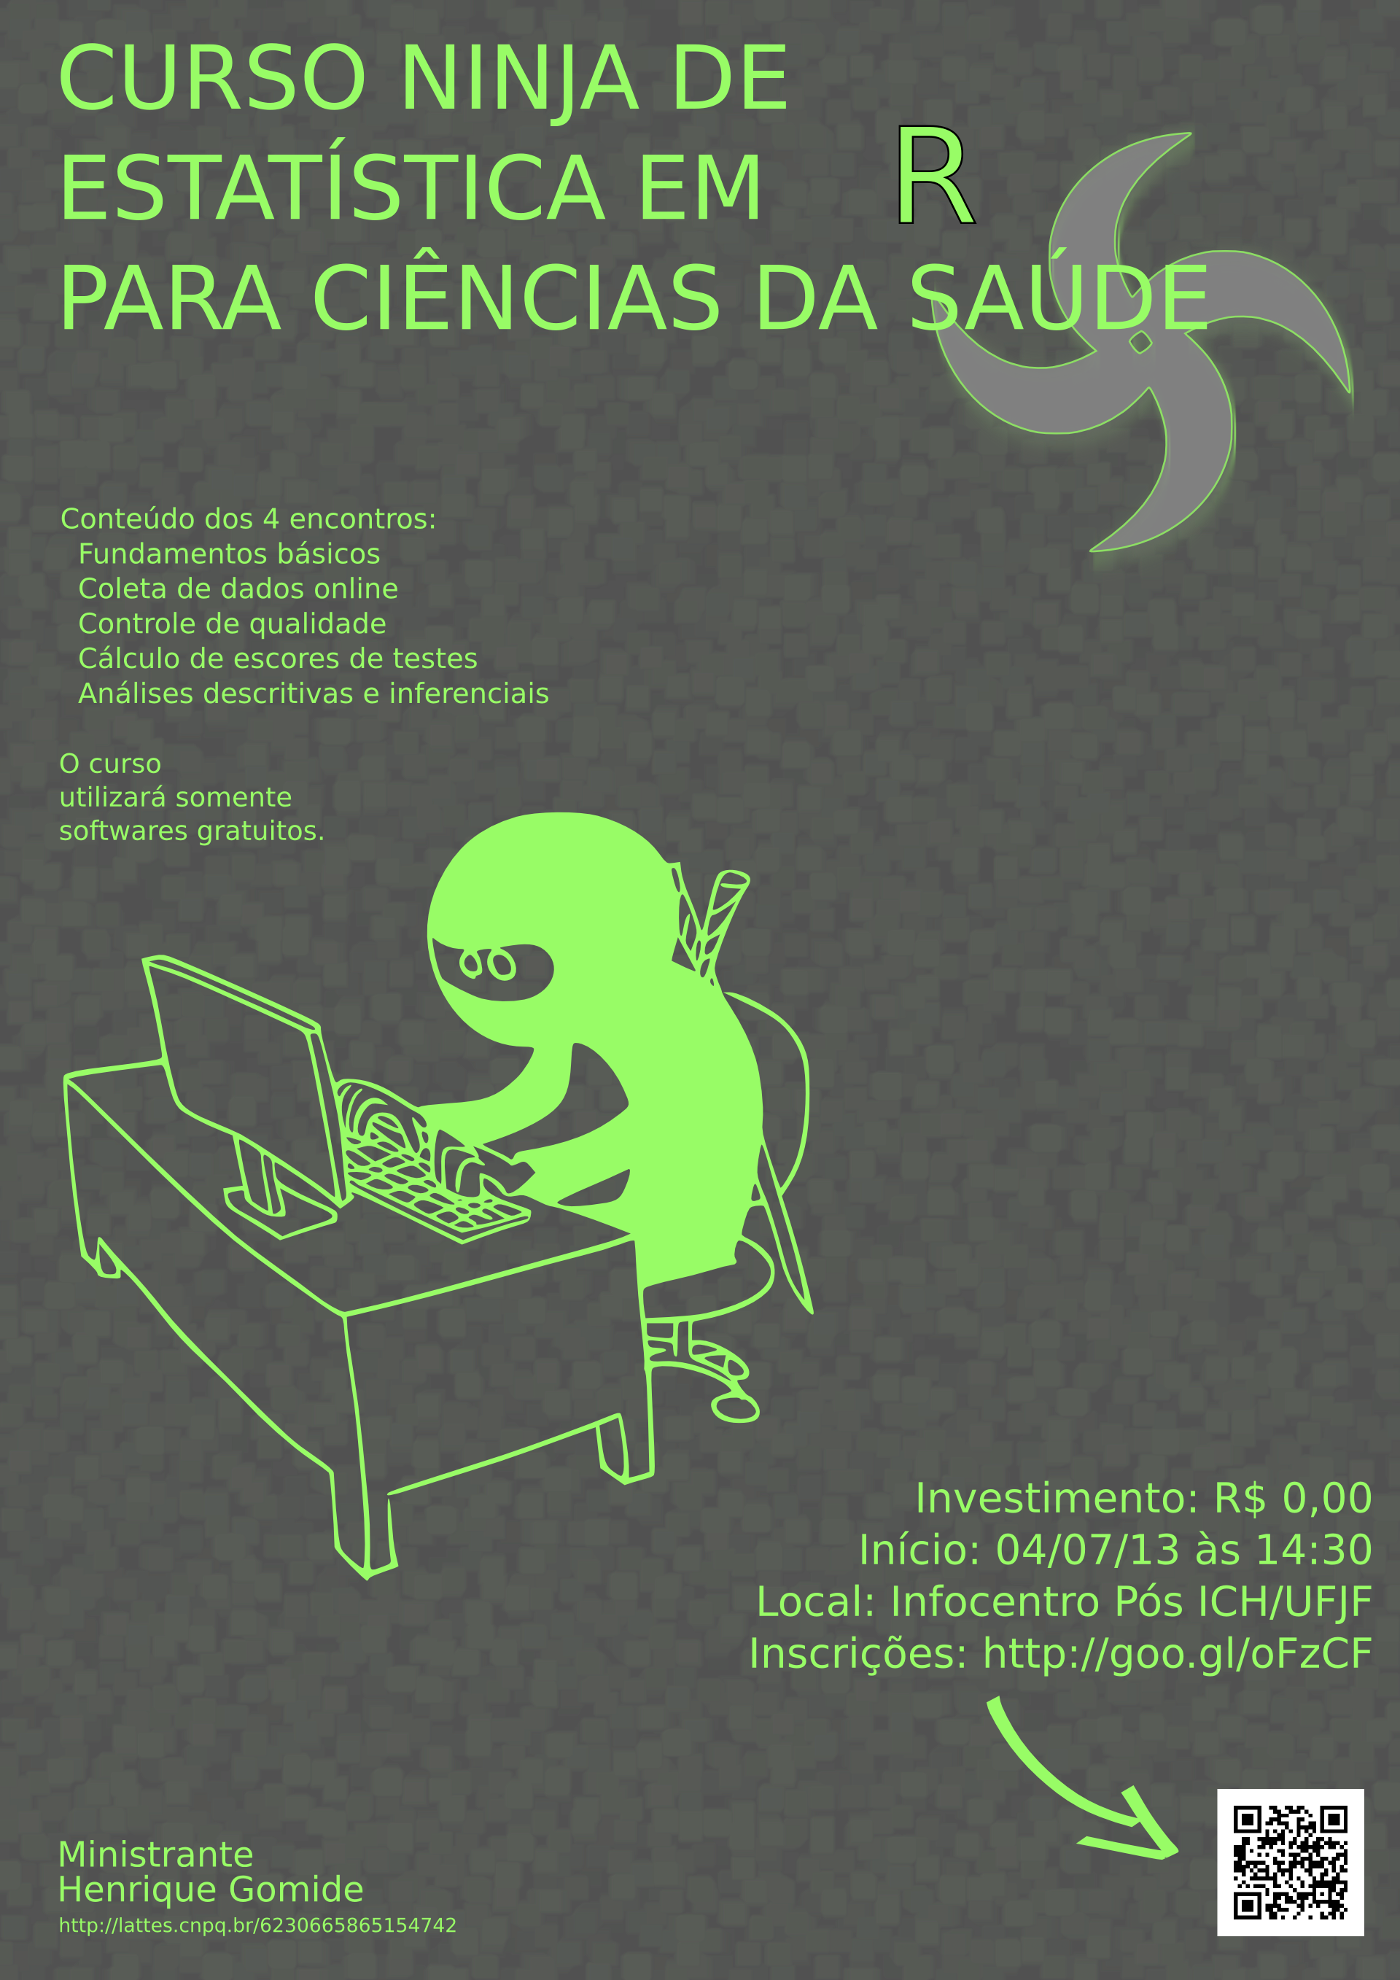 CURSO NINJA DE
ESTATÍSTICA EM R
PARA CIÊNCIAS DA SAÚDE
Conteúdo dos 4 encontros:
Fundamentos básicos
Coleta de dados online
Controle de qualidade
Cálculo de escores de testes
Análises descritivas e inferenciais
O curso
utilizará somente
softwares gratuitos.
Investimento: R$ 0,00
Início: 04/07/13 às 14:30
Local: Infocentro Pós ICH/UFJF
Inscrições: http://goo.gl/oFzCF
Ministrante
Henrique Gomide
http://lattes.cnpq.br/6230665865154742